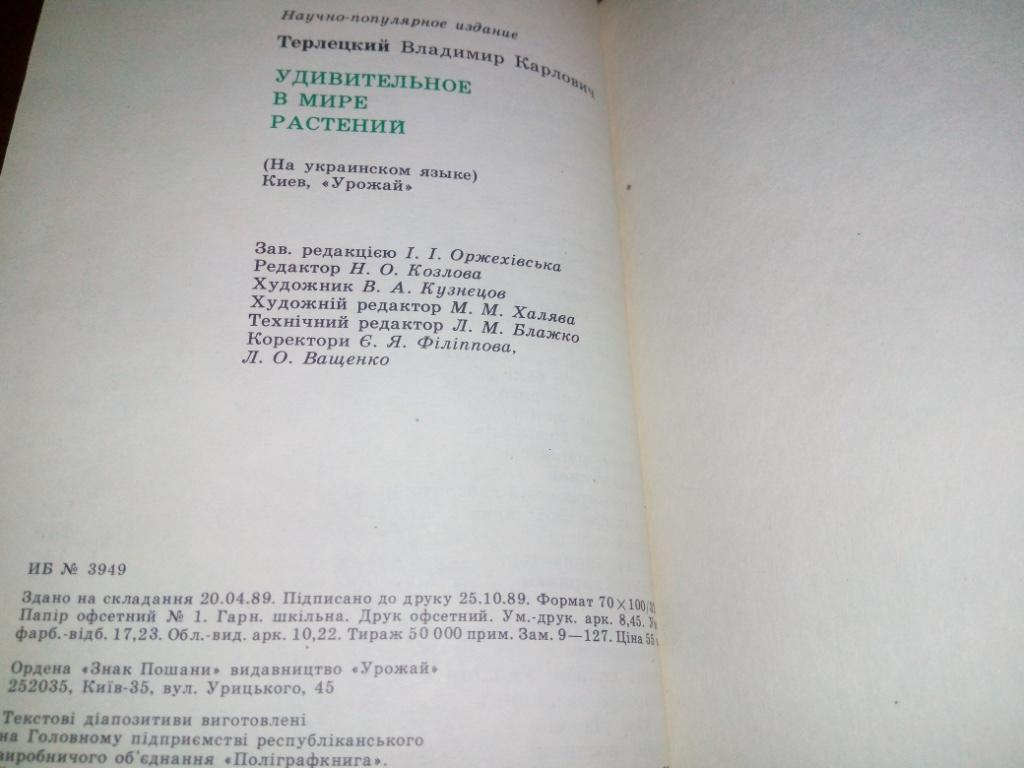 Научно-популярное издание
Терлецкий Владимир Карлович
УДИВИТЕЛЬНОЕ
В МИРЕ
РАСТЕНИЙ
(На украинском языке)
Киев, «Урожай»
Зав. редакцією І. І. Оржехівська
Редактор Н. О. Козлова
Художник В. А. Кузнєцов
Художній редактор М. М. Халява
Технічний редактор Л. М. Блажко
Коректори Є. Я. Філіппова,
Л. О. Ващенко
ИБ № 3949
Здано на складання 20.04.89. Підписано до друку 25.10.89. Формат 70×100/3
Папір офсетний № 1. Гарн. шкільна. Друк офсетний. Ум.-друк. арк. 8,45.
фарб.-відб. 17,23. Обл.-вид. арк. 10,22. Тираж 50 000 прим. Зам. 9—127. Ціна 55
Ордена «Знак Пошани» видавництво «Урожай»
252035, Київ-35, вул. Урицького, 45
Текстові діапозитиви виготовлені
на Головному підприємстві республіканського
виробничого об'єднання «Поліграфкнига».